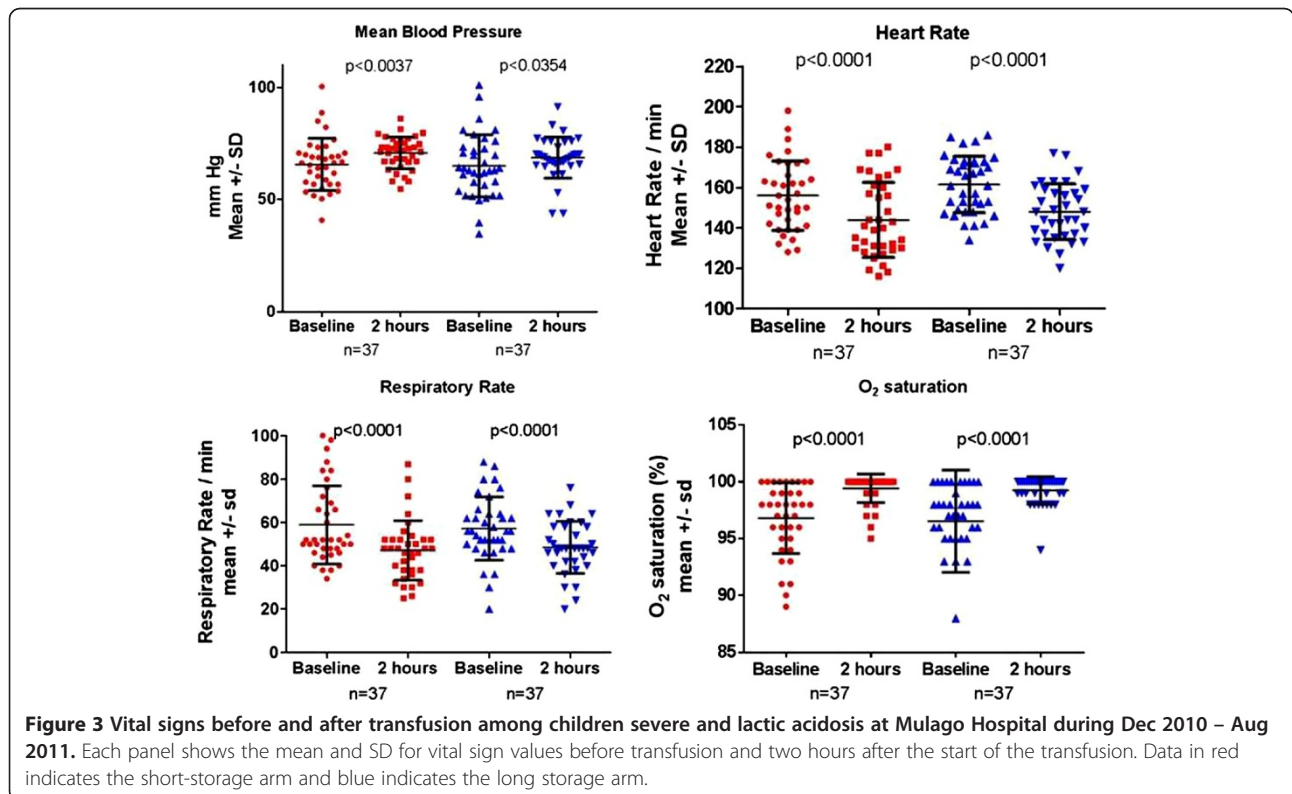 Mean Blood Pressure
p<0.0037 p<0.0354
mm Hg
Mean +/- SD
100
50
0
Baseline 2 hours Baseline 2 hours
n=37 n=37
Heart Rate
p<0.0001 p<0.0001
Heart Rate / min
Mean +/- SD
220
200
180
160
140
120
100
Baseline 2 hours Baseline 2 hours
n=37 n=37
Respiratory Rate
p<0.0001 p<0.0001
Respiratory Rate / min
mean +/- sd
100
80
60
40
20
0
Baseline 2 hours Baseline 2 hours
n=37 n=37
O₂ saturation
p<0.0001 p<0.0001
O₂ saturation (%)
mean +/- sd
105
100
95
90
85
Baseline 2 hours Baseline 2 hours
n=37 n=37
Figure 3 Vital signs before and after transfusion among children severe and lactic acidosis at Mulago Hospital during Dec 2010 – Aug
2011. Each panel shows the mean and SD for vital sign values before transfusion and two hours after the start of the transfusion. Data in red
indicates the short-storage arm and blue indicates the long storage arm.